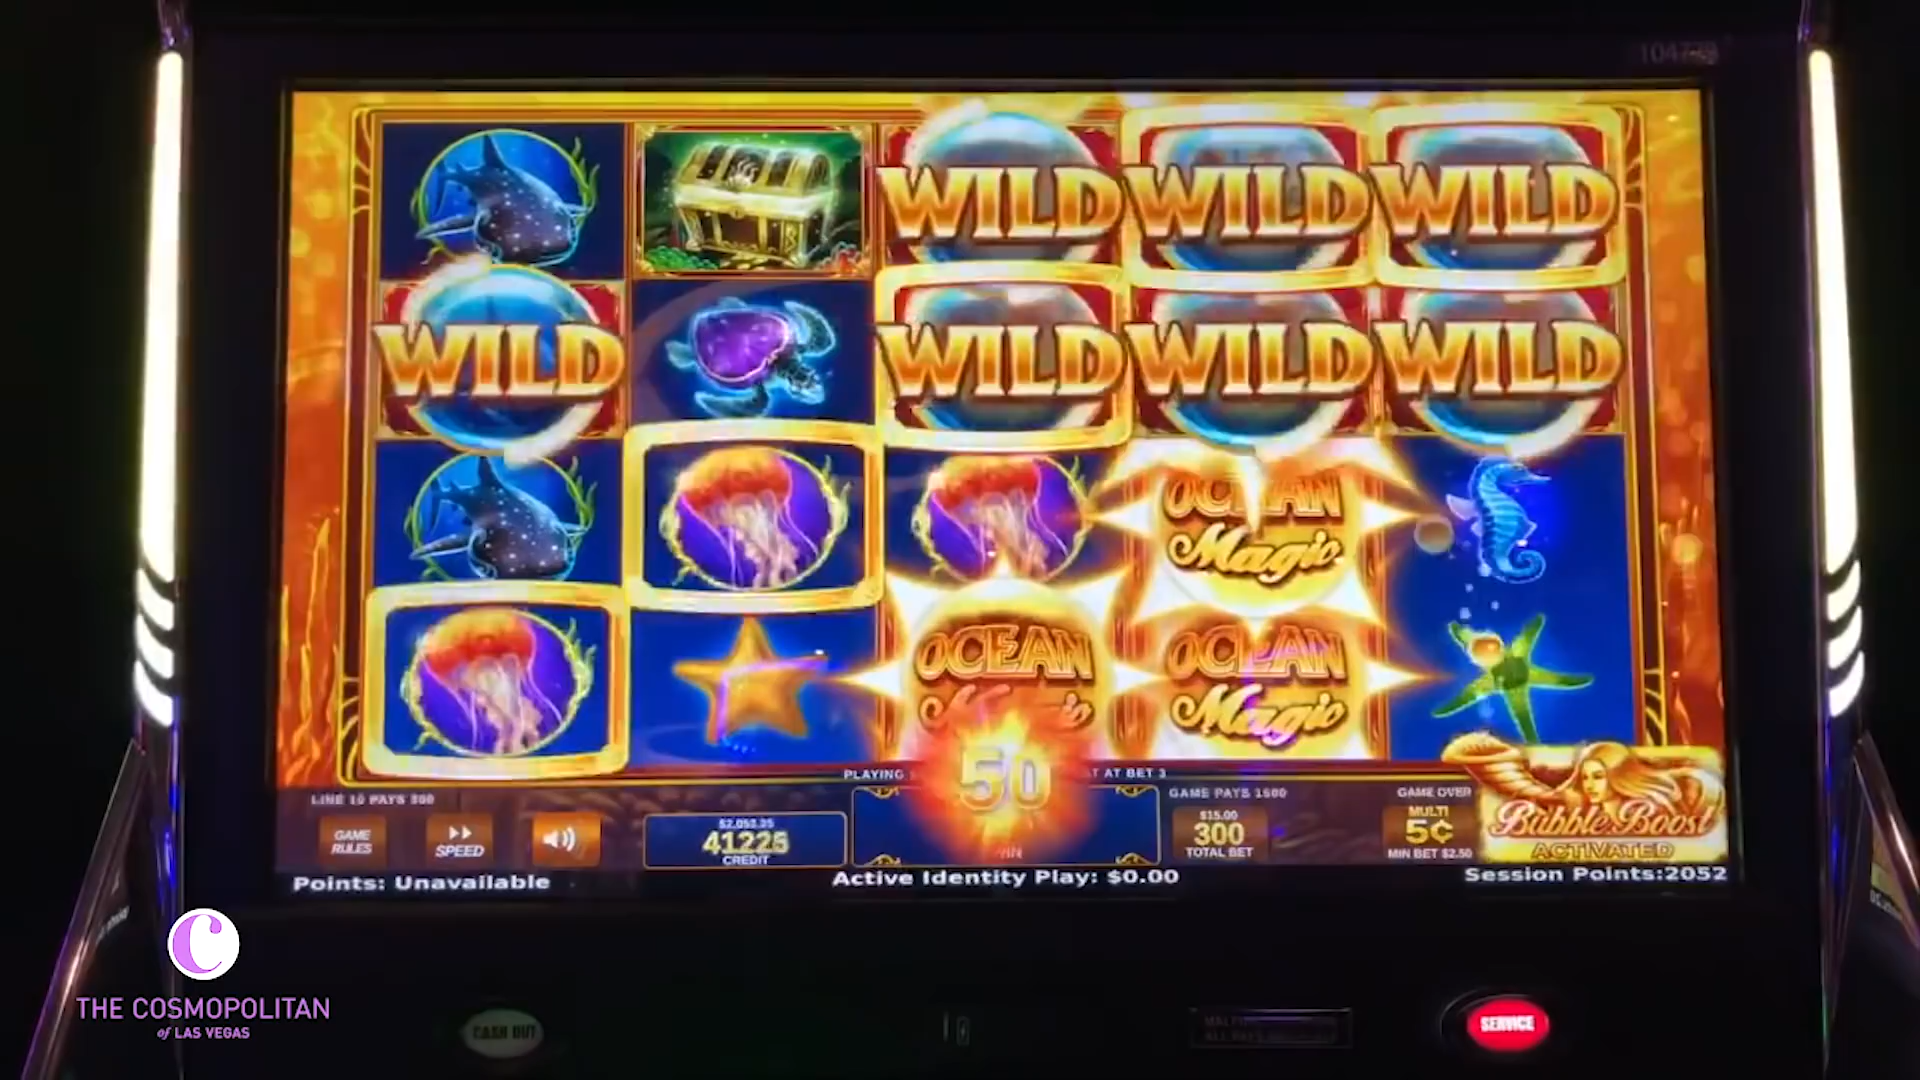 WILD
WILD
WILD
WILD
WILD
WILD
WILD
OCEAN
Magic
OCEAN
Magic
OCEAN
Magic
50
PLAYING
AT BET 3
LINE 10 PAYS 300
GAME PAYS 1500
GAME OVER
GAME
RULES
SPEED
41225
CREDIT
WIN
$15.00
300
TOTAL BET
MULTI
5¢
MIN BET $2.50
Bubble Boost
ACTIVATED
Points: Unavailable
Active Identity Play: $0.00
Session Points:2052
C
THE COSMOPOLITAN
of LAS VEGAS
CASH OUT
SERVICE